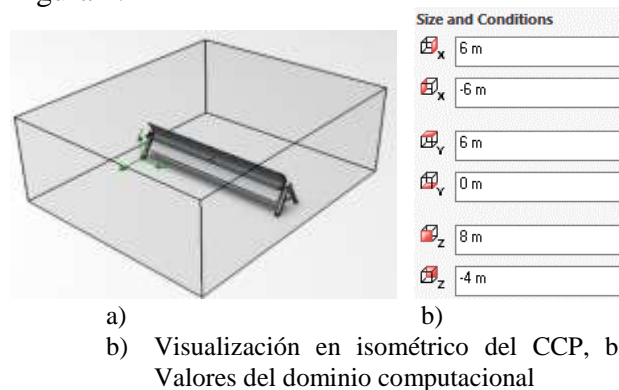 Size and Conditions
X 6 m
X -6 m
Y 6 m
Y 0 m
Z 8 m
Z -4 m
a) b)
b) Visualización en isométrico del CCP, b
Valores del dominio computacional